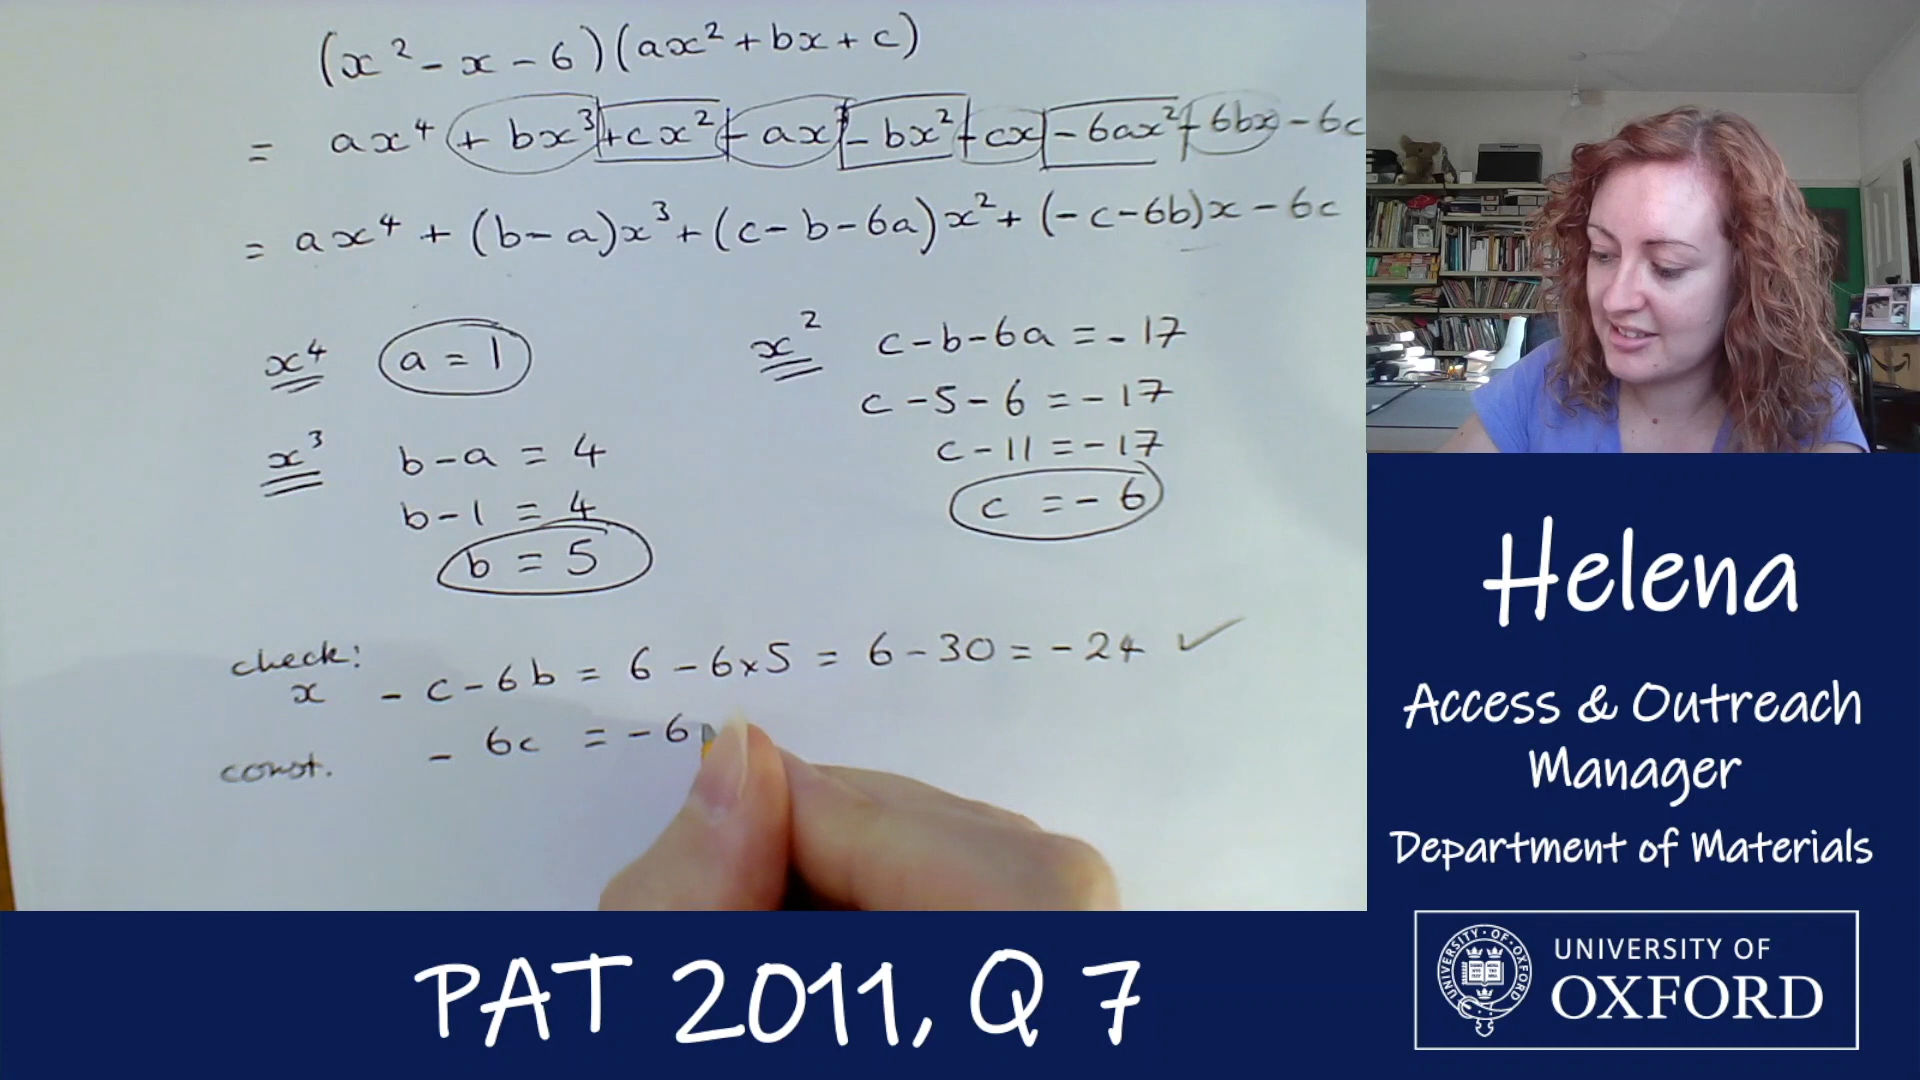 (x² - x - 6)(ax² + bx + c)
= ax⁴ + bx³ + cx² - ax³ - bx² - cx - 6ax² - 6bx - 6c
= ax⁴ + (b-a)x³ + (c-b-6a)x² + (-c-6b)x - 6c
x⁴ a = 1
x³ b-a = 4
b-1 = 4
b = 5
x² c-b-6a = -17
c-5-6 = -17
c-11 = -17
c = -6
check:
x -c-6b = 6-6×5 = 6-30 = -24 ✓
const. -6c = -6
Helena
Access & Outreach
Manager
Department of Materials
UNIVERSITY OF
OXFORD
PAT 2011, Q 7